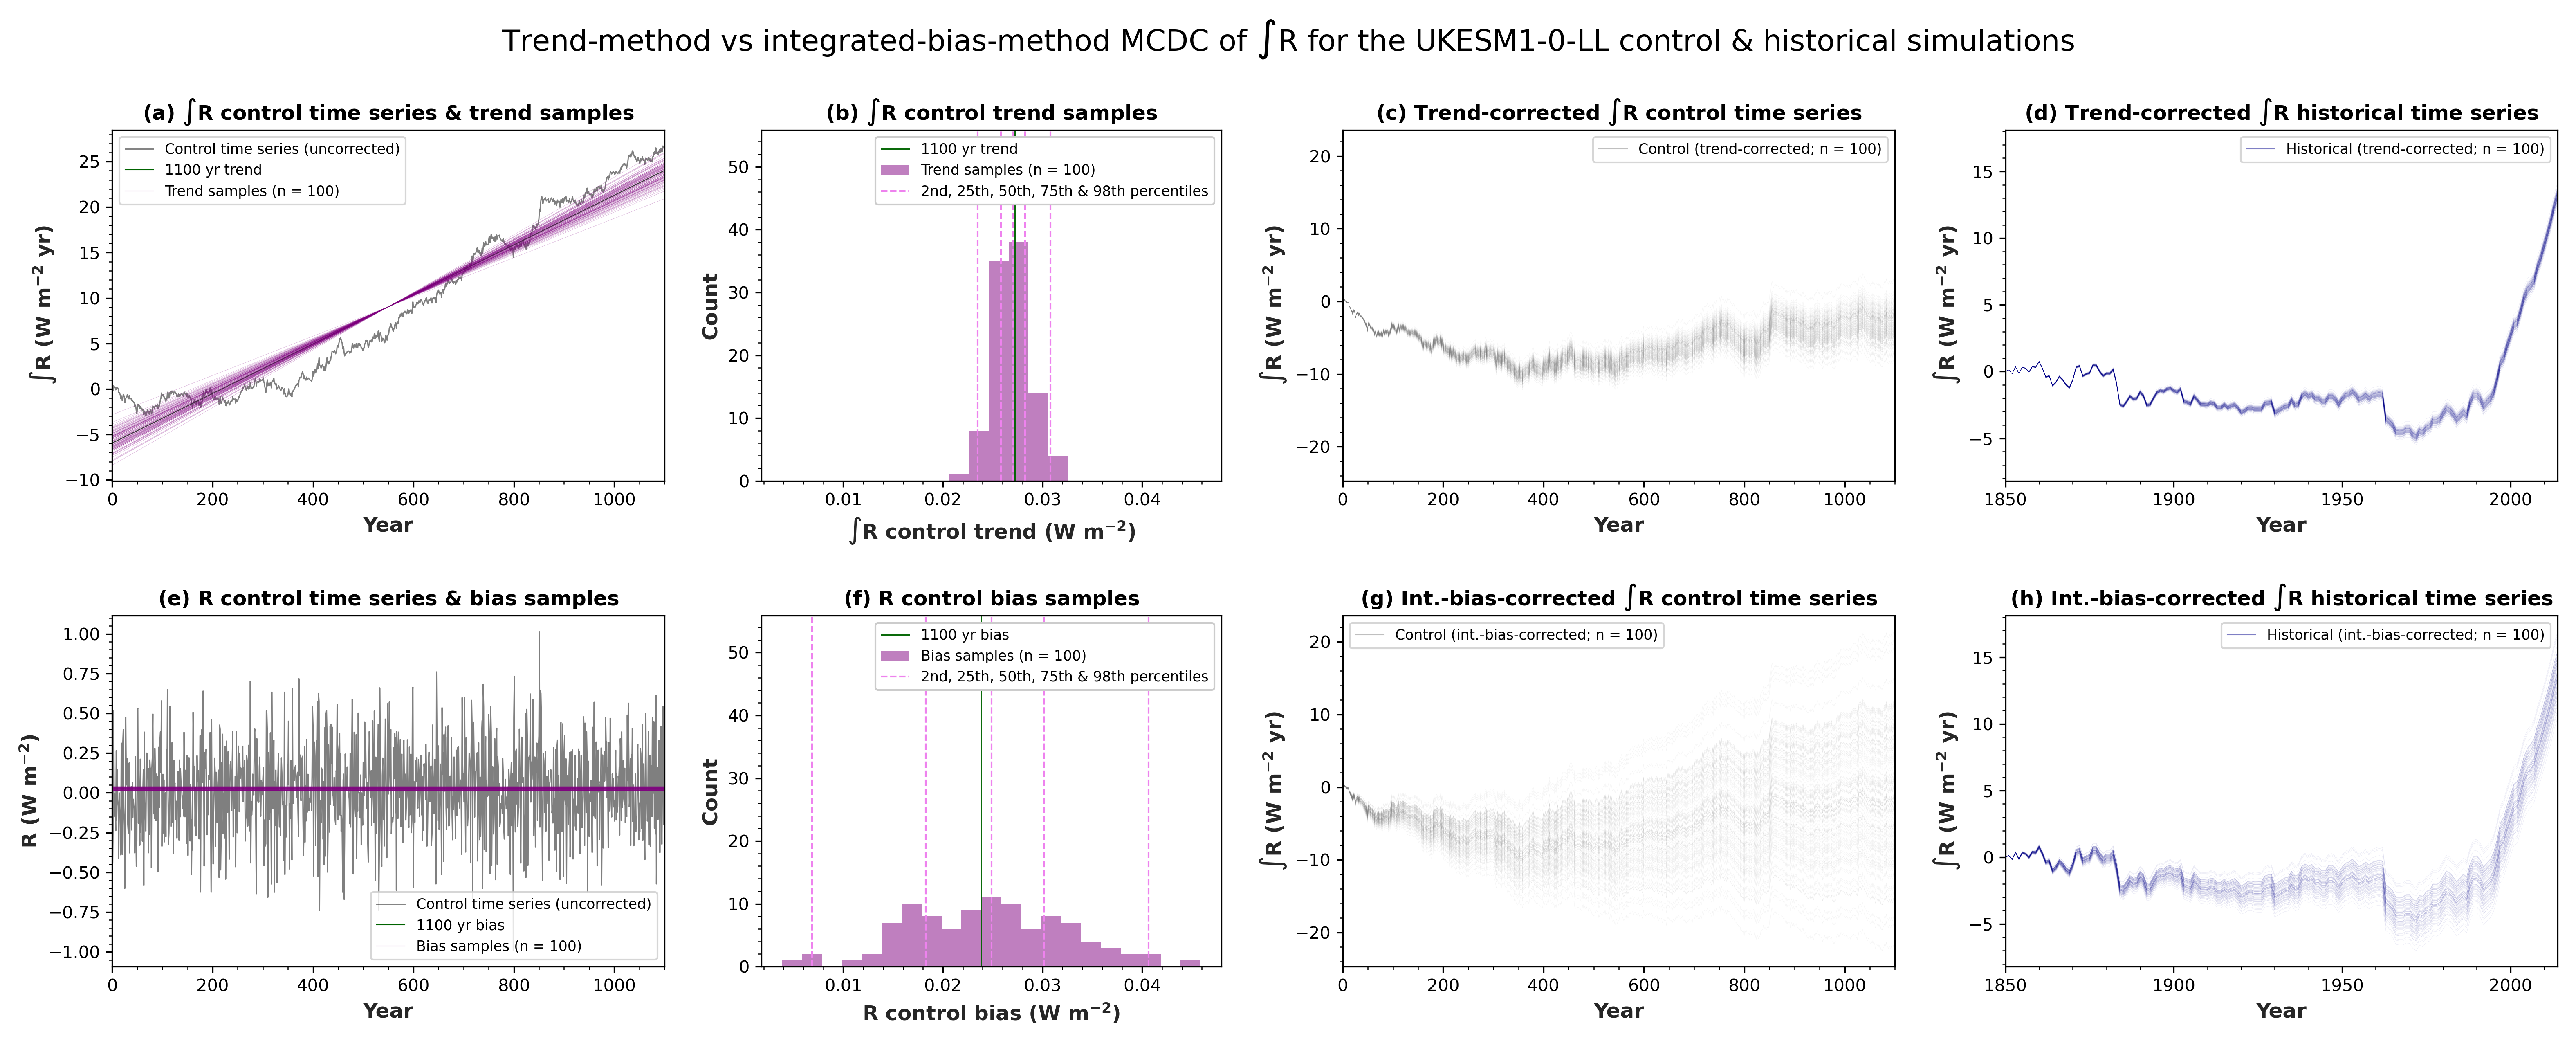 Trend-method vs integrated-bias-method MCDC of ∫R for the UKESM1-0-LL control & historical simulations
(a) ∫R control time series & trend samples
Control time series (uncorrected)
1100 yr trend
Trend samples (n = 100)
∫R (W m⁻² yr)
25
20
15
10
5
0
−5
−10
0 200 400 600 800 1000
Year
(b) ∫R control trend samples
1100 yr trend
Trend samples (n = 100)
2nd, 25th, 50th, 75th & 98th percentiles
Count
50
40
30
20
10
0
0.01 0.02 0.03 0.04
∫R control trend (W m⁻²)
(c) Trend-corrected ∫R control time series
Control (trend-corrected; n = 100)
∫R (W m⁻² yr)
20
10
0
−10
−20
0 200 400 600 800 1000
Year
(d) Trend-corrected ∫R historical time series
Historical (trend-corrected; n = 100)
∫R (W m⁻² yr)
15
10
5
0
−5
1850 1900 1950 2000
Year
(e) R control time series & bias samples
R (W m⁻²)
1.00
0.75
0.50
0.25
0.00
−0.25
−0.50
−0.75
−1.00
Control time series (uncorrected)
1100 yr bias
Bias samples (n = 100)
0 200 400 600 800 1000
Year
(f) R control bias samples
1100 yr bias
Bias samples (n = 100)
2nd, 25th, 50th, 75th & 98th percentiles
Count
50
40
30
20
10
0
0.01 0.02 0.03 0.04
R control bias (W m⁻²)
(g) Int.-bias-corrected ∫R control time series
Control (int.-bias-corrected; n = 100)
∫R (W m⁻² yr)
20
10
0
−10
−20
0 200 400 600 800 1000
Year
(h) Int.-bias-corrected ∫R historical time series
Historical (int.-bias-corrected; n = 100)
∫R (W m⁻² yr)
15
10
5
0
−5
1850 1900 1950 2000
Year